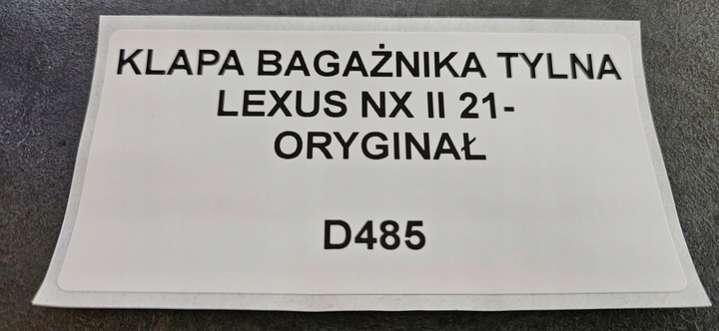 KLAPA BAGAŻNIKA TYLNA
LEXUS NX II 21-
ORYGINAŁ
D485